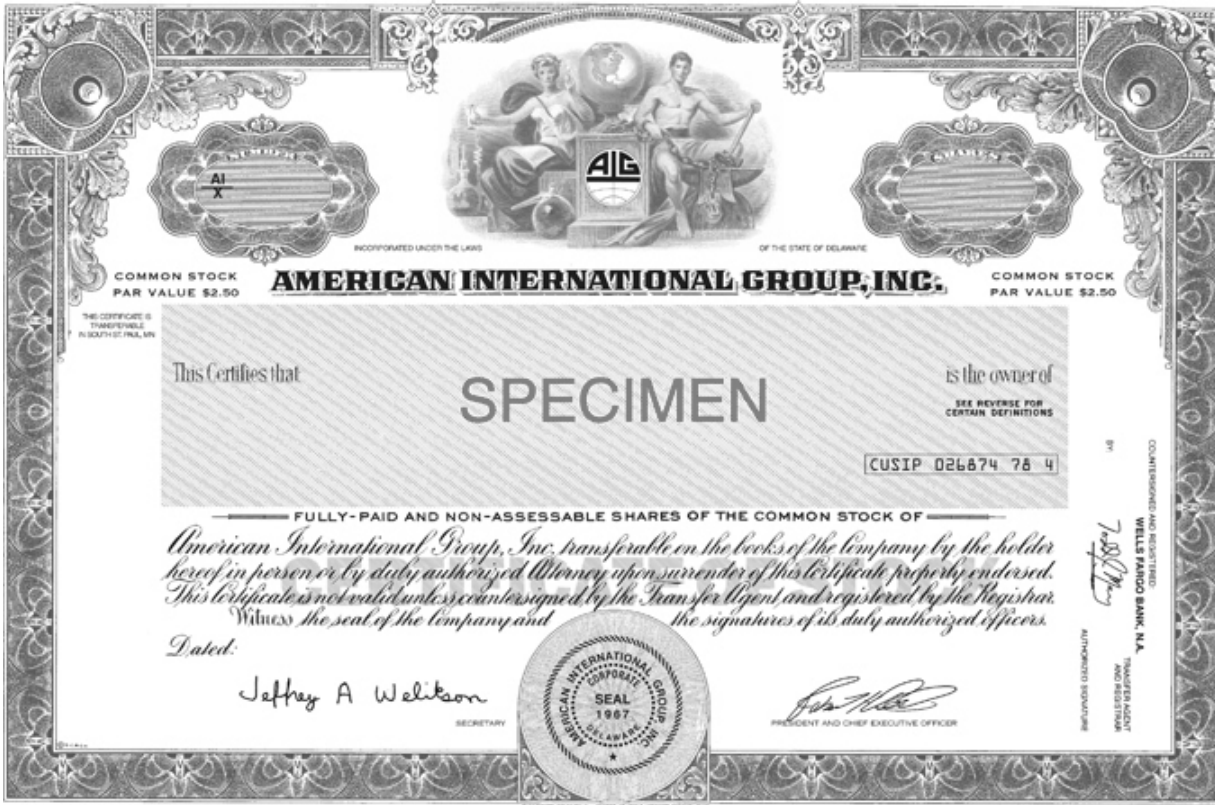 NUMBER
SHARES
AI
X
AIG
INCORPORATED UNDER THE LAWS
OF THE STATE OF DELAWARE
COMMON STOCK
PAR VALUE $2.50
AMERICAN INTERNATIONAL GROUP, INC.
COMMON STOCK
PAR VALUE $2.50
THIS CERTIFICATE IS
TRANSFERABLE
IN SOUTH ST. PAUL, MN
This Certifies that
SPECIMEN
is the owner of
SEE REVERSE FOR
CERTAIN DEFINITIONS
CUSIP 026874 78 4
FULLY-PAID AND NON-ASSESSABLE SHARES OF THE COMMON STOCK OF
American International Group, Inc. transferable on the books of the Company by the holder
hereof in person or by duly authorized Attorney upon surrender of this Certificate properly endorsed.
This Certificate is not valid unless countersigned by the Transfer Agent and registered by the Registrar.
Witness the seal of the Company and the signatures of its duly authorized officers.
Dated:
Jeffrey A Welikson
SECRETARY
AMERICAN INTERNATIONAL GROUP INC.
CORPORATE
SEAL
1967
DELAWARE
PRESIDENT AND CHIEF EXECUTIVE OFFICER
COUNTERSIGNED AND REGISTERED:
WELLS FARGO BANK, N.A.
TRANSFER AGENT
AND REGISTRAR
BY
AUTHORIZED SIGNATURE